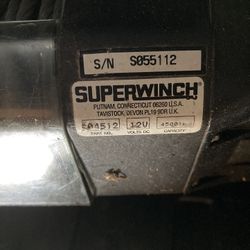 S/N S055112
SUPERWINCH®
PUTNAM, CONNECTICUT 06260 U.S.A.
TAVISTOCK, DEVON PL19 9DR U.K.
12V
PART NO. VOLTS DC CAPACITY